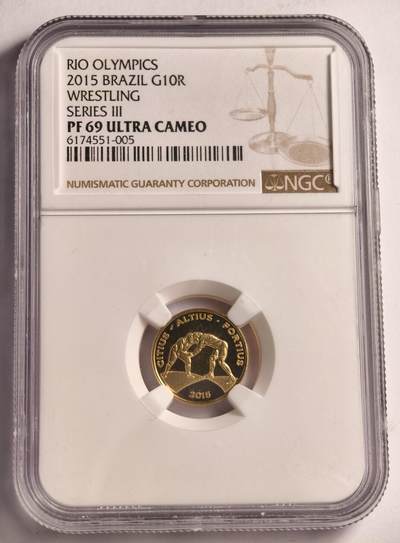 RIO OLYMPICS
2015 BRAZIL G10R
WRESTLING
SERIES III
PF 69 ULTRA CAMEO
6174551-005
NUMISMATIC GUARANTY CORPORATION
NGC
CITIUS · ALTIUS · FORTIUS
2015